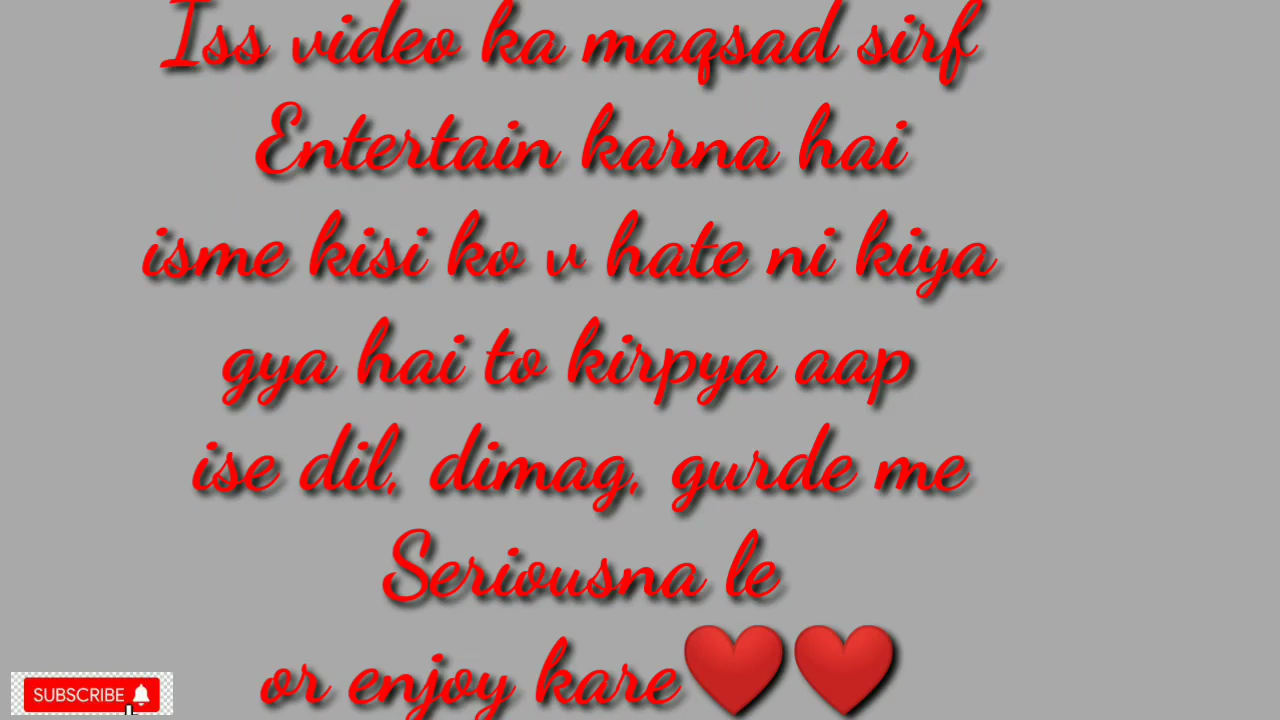 Iss video ka maqsad sirf
Entertain karna hai
isme kisi ko v hate ni kiya
gya hai to kirpya aap
ise dil, dimag, gurde me
Seriousna le
or enjoy kare❤️❤️
SUBSCRIBE